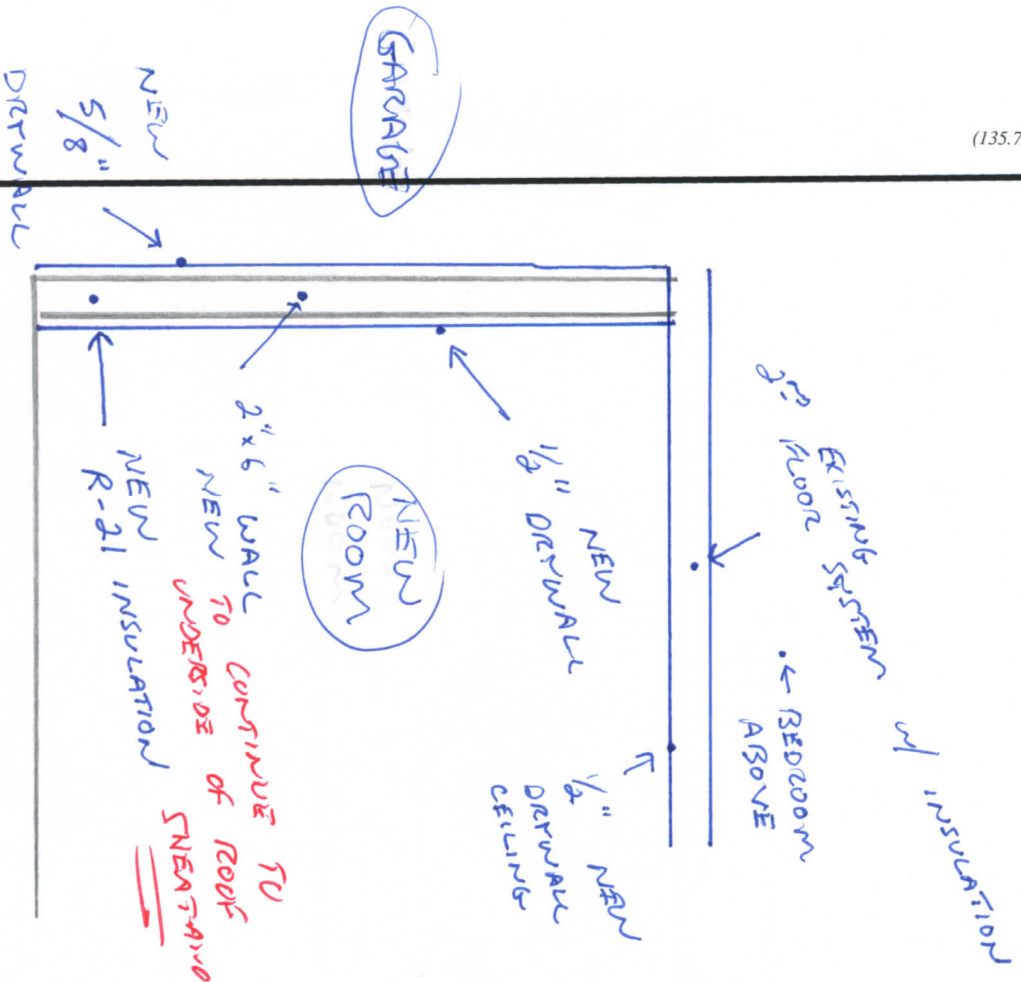 (135.7
2ND EXISTING
FLOOR SYSTEM w/ INSULATION
← BEDROOM
ABOVE
1/2" NEW
DRYWALL
CEILING
NEW
1/2" DRYWALL
GARAGE
NEW
ROOM
2"x6" WALL
NEW TO CONTINUE TO
UNDERSIDE OF ROOF
SHEATHING
NEW
R-21 INSULATION
NEW
5/8"
DRYWALL